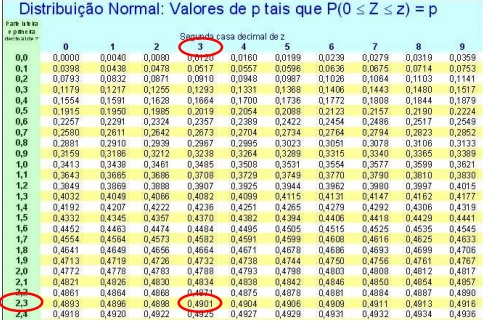 Distribuição Normal: Valores de p tais que P(0 ≤ Z ≤ z) = p
Parte inteira
e primeira
decimal de z
Segunda casa decimal de z
0 1 2 3 4 5 6 7 8 9
0,0 0,0000 0,0040 0,0080 0,0120 0,0160 0,0199 0,0239 0,0279 0,0319 0,0359
0,1 0,0398 0,0438 0,0478 0,0517 0,0557 0,0596 0,0636 0,0675 0,0714 0,0753
0,2 0,0793 0,0832 0,0871 0,0910 0,0948 0,0987 0,1026 0,1064 0,1103 0,1141
0,3 0,1179 0,1217 0,1255 0,1293 0,1331 0,1368 0,1406 0,1443 0,1480 0,1517
0,4 0,1554 0,1591 0,1628 0,1664 0,1700 0,1736 0,1772 0,1808 0,1844 0,1879
0,5 0,1915 0,1950 0,1985 0,2019 0,2054 0,2088 0,2123 0,2157 0,2190 0,2224
0,6 0,2257 0,2291 0,2324 0,2357 0,2389 0,2422 0,2454 0,2486 0,2517 0,2549
0,7 0,2580 0,2611 0,2642 0,2673 0,2704 0,2734 0,2764 0,2794 0,2823 0,2852
0,8 0,2881 0,2910 0,2939 0,2967 0,2995 0,3023 0,3051 0,3078 0,3106 0,3133
0,9 0,3159 0,3186 0,3212 0,3238 0,3264 0,3289 0,3315 0,3340 0,3365 0,3389
1,0 0,3413 0,3438 0,3461 0,3485 0,3508 0,3531 0,3554 0,3577 0,3599 0,3621
1,1 0,3643 0,3665 0,3686 0,3708 0,3729 0,3749 0,3770 0,3790 0,3810 0,3830
1,2 0,3849 0,3869 0,3888 0,3907 0,3925 0,3944 0,3962 0,3980 0,3997 0,4015
1,3 0,4032 0,4049 0,4066 0,4082 0,4099 0,4115 0,4131 0,4147 0,4162 0,4177
1,4 0,4192 0,4207 0,4222 0,4236 0,4251 0,4265 0,4279 0,4292 0,4306 0,4319
1,5 0,4332 0,4345 0,4357 0,4370 0,4382 0,4394 0,4406 0,4418 0,4429 0,4441
1,6 0,4452 0,4463 0,4474 0,4484 0,4495 0,4505 0,4515 0,4525 0,4535 0,4545
1,7 0,4554 0,4564 0,4573 0,4582 0,4591 0,4599 0,4608 0,4616 0,4625 0,4633
1,8 0,4641 0,4649 0,4656 0,4664 0,4671 0,4678 0,4686 0,4693 0,4699 0,4706
1,9 0,4713 0,4719 0,4726 0,4732 0,4738 0,4744 0,4750 0,4756 0,4761 0,4767
2,0 0,4772 0,4778 0,4783 0,4788 0,4793 0,4798 0,4803 0,4808 0,4812 0,4817
2,1 0,4821 0,4826 0,4830 0,4834 0,4838 0,4842 0,4846 0,4850 0,4854 0,4857
2,2 0,4861 0,4864 0,4868 0,4871 0,4875 0,4878 0,4881 0,4884 0,4887 0,4890
2,3 0,4893 0,4896 0,4898 0,4901 0,4904 0,4906 0,4909 0,4911 0,4913 0,4916
2,4 0,4918 0,4920 0,4922 0,4925 0,4927 0,4929 0,4931 0,4932 0,4934 0,4936